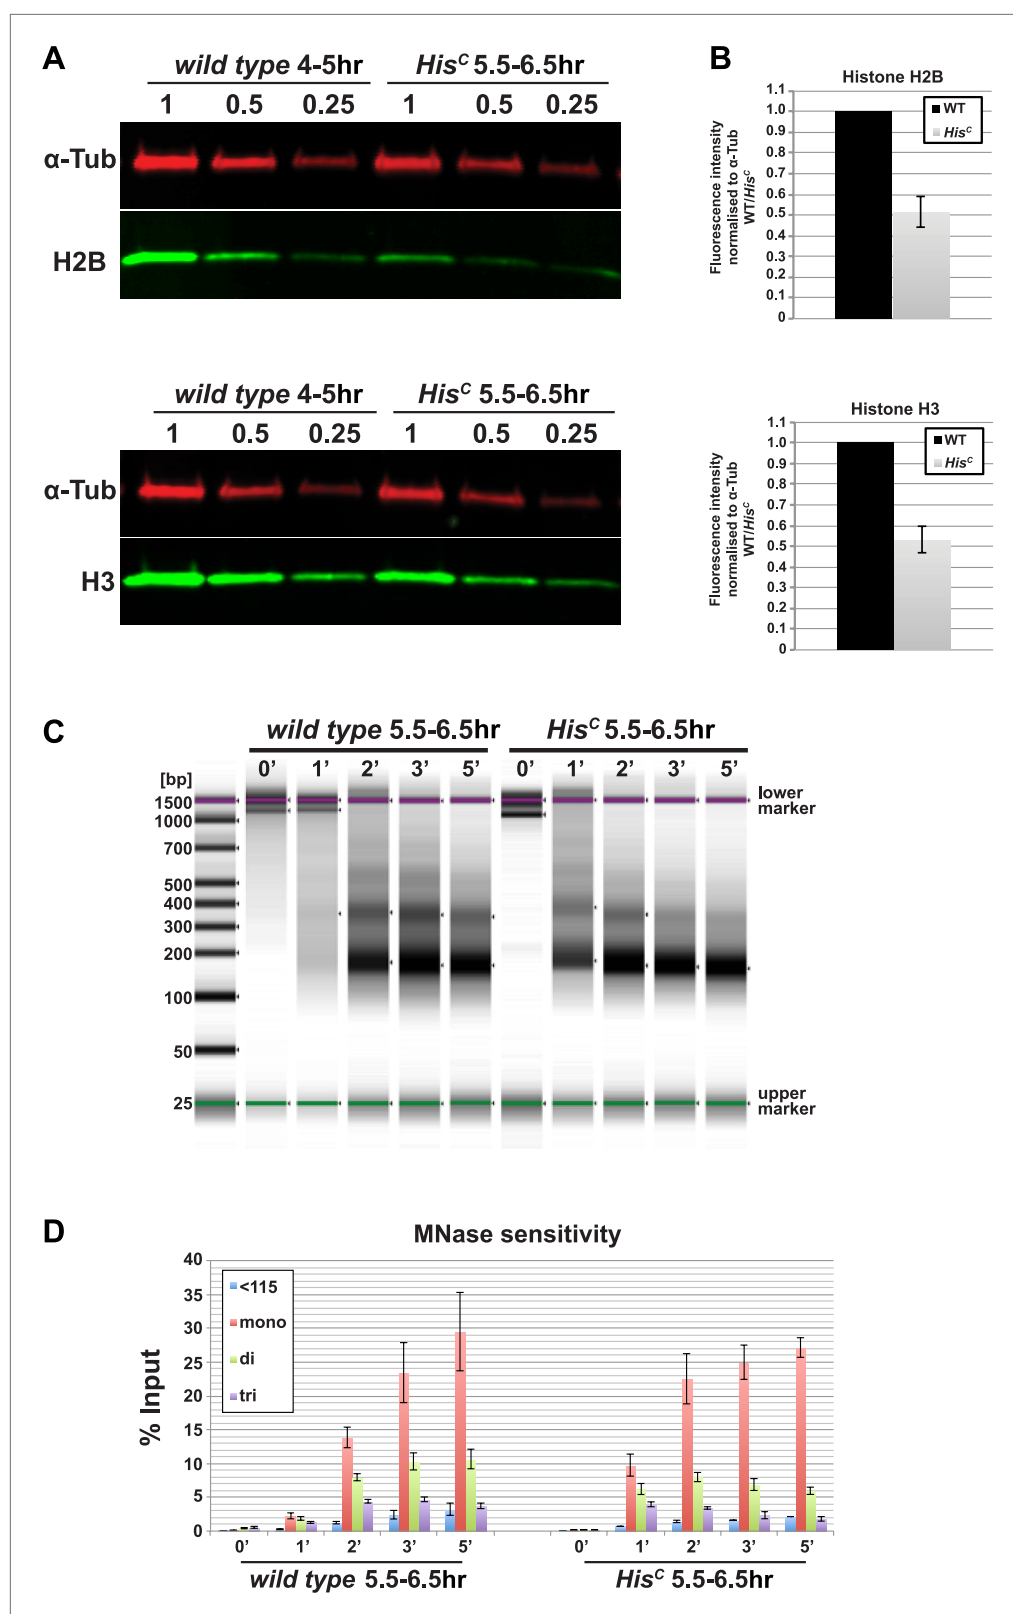 A
wild type 4-5hr
Hisᶜ 5.5-6.5hr
1 0.5 0.25 1 0.5 0.25
α-Tub
H2B
wild type 4-5hr
Hisᶜ 5.5-6.5hr
1 0.5 0.25 1 0.5 0.25
α-Tub
H3
B
Histone H2B
Fluorescence intensity
normalised to α-Tub
WT/Hisᶜ
1.1
1.0
0.9
0.8
0.7
0.6
0.5
0.4
0.3
0.2
0.1
0
WT
Hisᶜ
Histone H3
Fluorescence intensity
normalised to α-Tub
WT/Hisᶜ
1.1
1.0
0.9
0.8
0.7
0.6
0.5
0.4
0.3
0.2
0.1
0
WT
Hisᶜ
C
wild type 5.5-6.5hr
Hisᶜ 5.5-6.5hr
0’ 1’ 2’ 3’ 5’ 0’ 1’ 2’ 3’ 5’
[bp]
1500
1000
700
500
400
300
200
100
50
25
lower
marker
upper
marker
D
MNase sensitivity
% Input
40
35
30
25
20
15
10
5
0
<115
mono
di
tri
0’ 1’ 2’ 3’ 5’ 0’ 1’ 2’ 3’ 5’
wild type 5.5-6.5hr
Hisᶜ 5.5-6.5hr